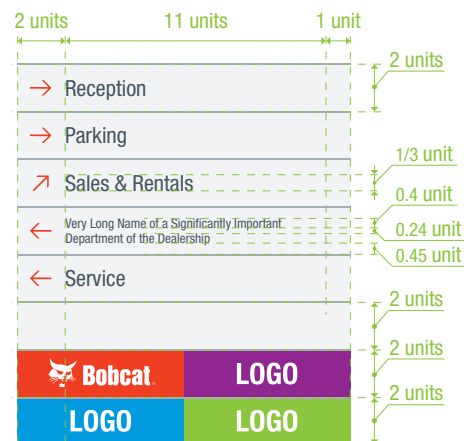 2 units 11 units 1 unit
2 units
Reception
Parking
1/3 unit
Sales & Rentals
0.4 unit
Very Long Name of a Significantly Important
Department of the Dealership
0.24 unit
0.45 unit
Service
2 units
2 units
Bobcat. LOGO
2 units
LOGO LOGO